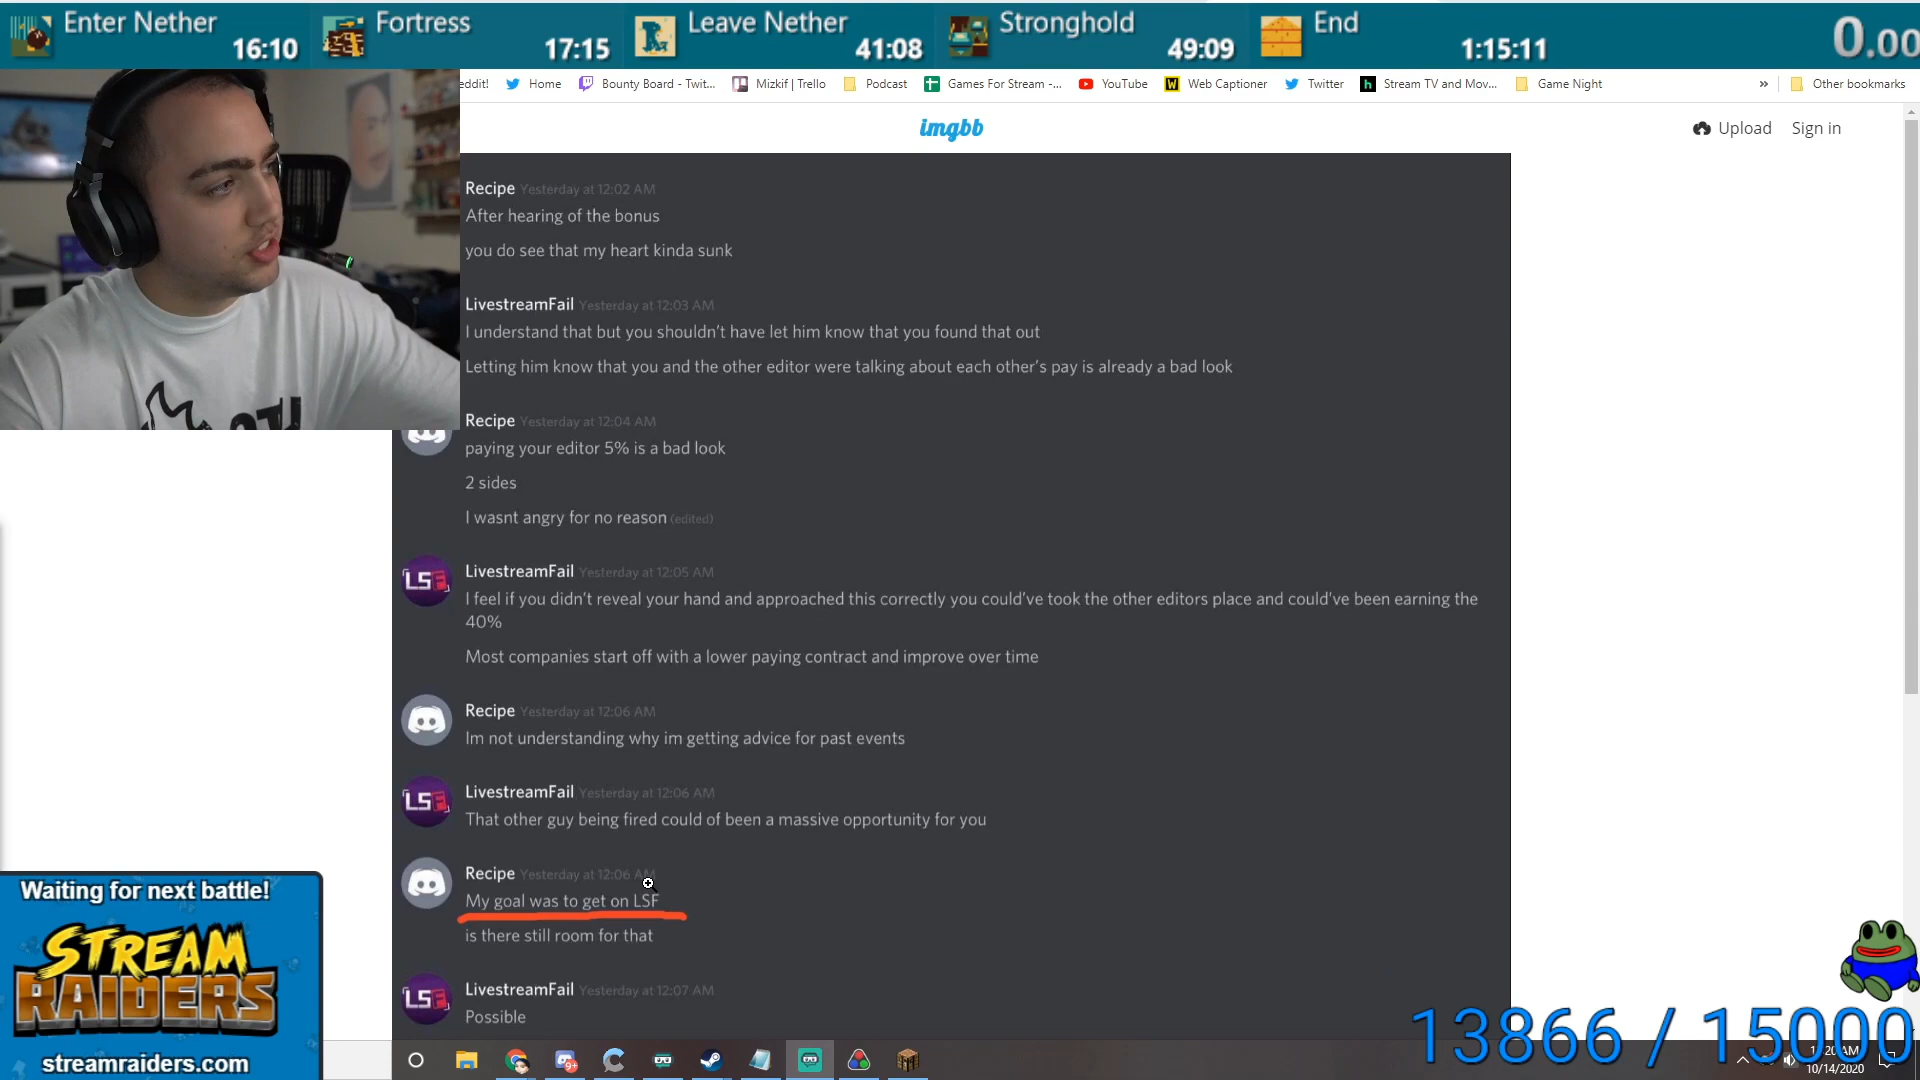 Enter Nether
16:10
Fortress
17:15
Leave Nether
41:08
Stronghold
49:09
End
1:15:11
0.00
eddit!
Home
Bounty Board - Twit...
Mizkif | Trello
Podcast
Games For Stream -...
YouTube
Web Captioner
Twitter
Stream TV and Mov...
Game Night
»
Other bookmarks
imgbb
Upload
Sign in
Recipe Yesterday at 12:02 AM
After hearing of the bonus
you do see that my heart kinda sunk
LivestreamFail Yesterday at 12:03 AM
I understand that but you shouldn't have let him know that you found that out
Letting him know that you and the other editor were talking about each other's pay is already a bad look
Recipe Yesterday at 12:04 AM
paying your editor 5% is a bad look
2 sides
I wasnt angry for no reason (edited)
LSF
LivestreamFail Yesterday at 12:05 AM
I feel if you didn't reveal your hand and approached this correctly you could've took the other editors place and could've been earning the
40%
Most companies start off with a lower paying contract and improve over time
Recipe Yesterday at 12:06 AM
Im not understanding why im getting advice for past events
LSF
LivestreamFail Yesterday at 12:06 AM
That other guy being fired could of been a massive opportunity for you
Recipe Yesterday at 12:06 AM
My goal was to get on LSF
is there still room for that
LSF
LivestreamFail Yesterday at 12:07 AM
Possible
Waiting for next battle!
STREAM
RAIDERS
streamraiders.com
13866 / 15000
10/14/2020